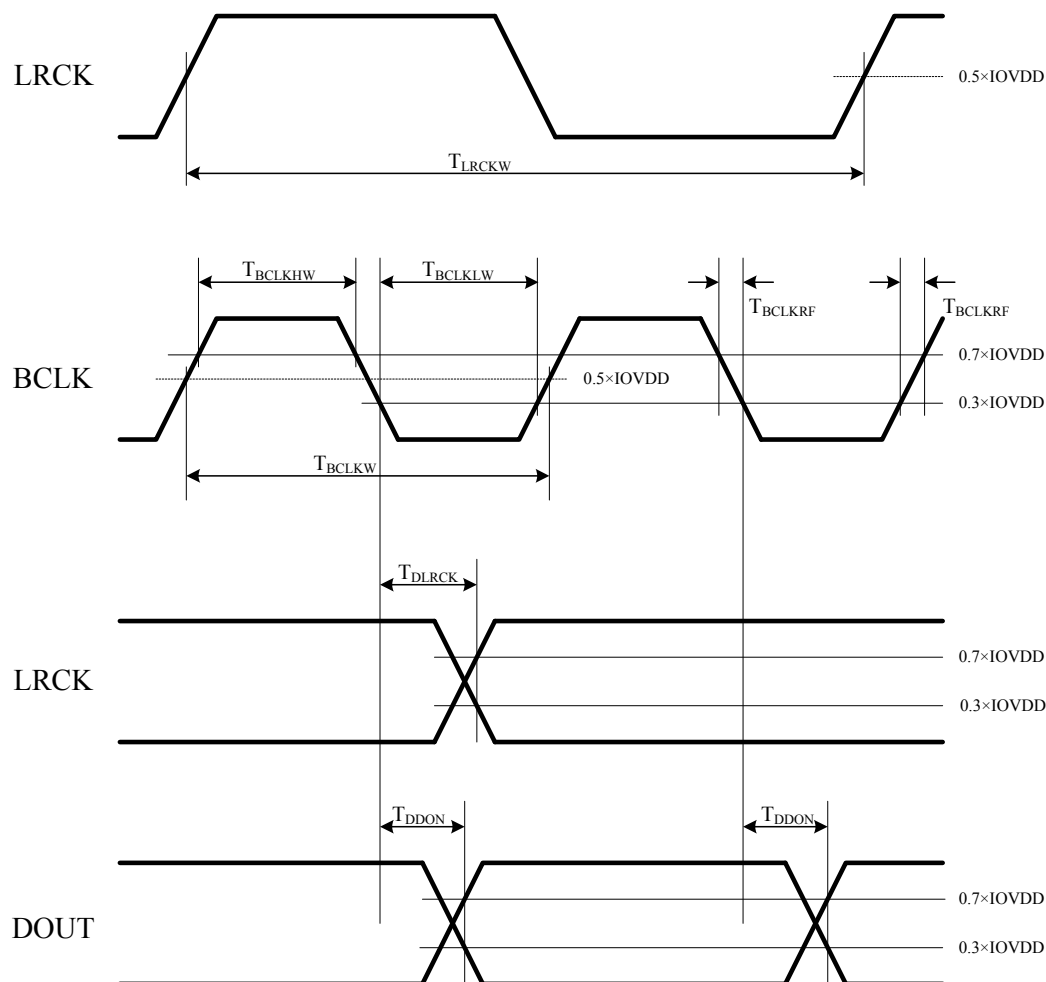 LRCK
0.5×IOVDD
TLRCKW
TBCLKHW
TBCLKLW
TBCLKRF
TBCLKRF
0.7×IOVDD
BCLK
0.5×IOVDD
0.3×IOVDD
TBCLKW
TDLRCK
0.7×IOVDD
LRCK
0.3×IOVDD
TDDON
TDDON
0.7×IOVDD
DOUT
0.3×IOVDD